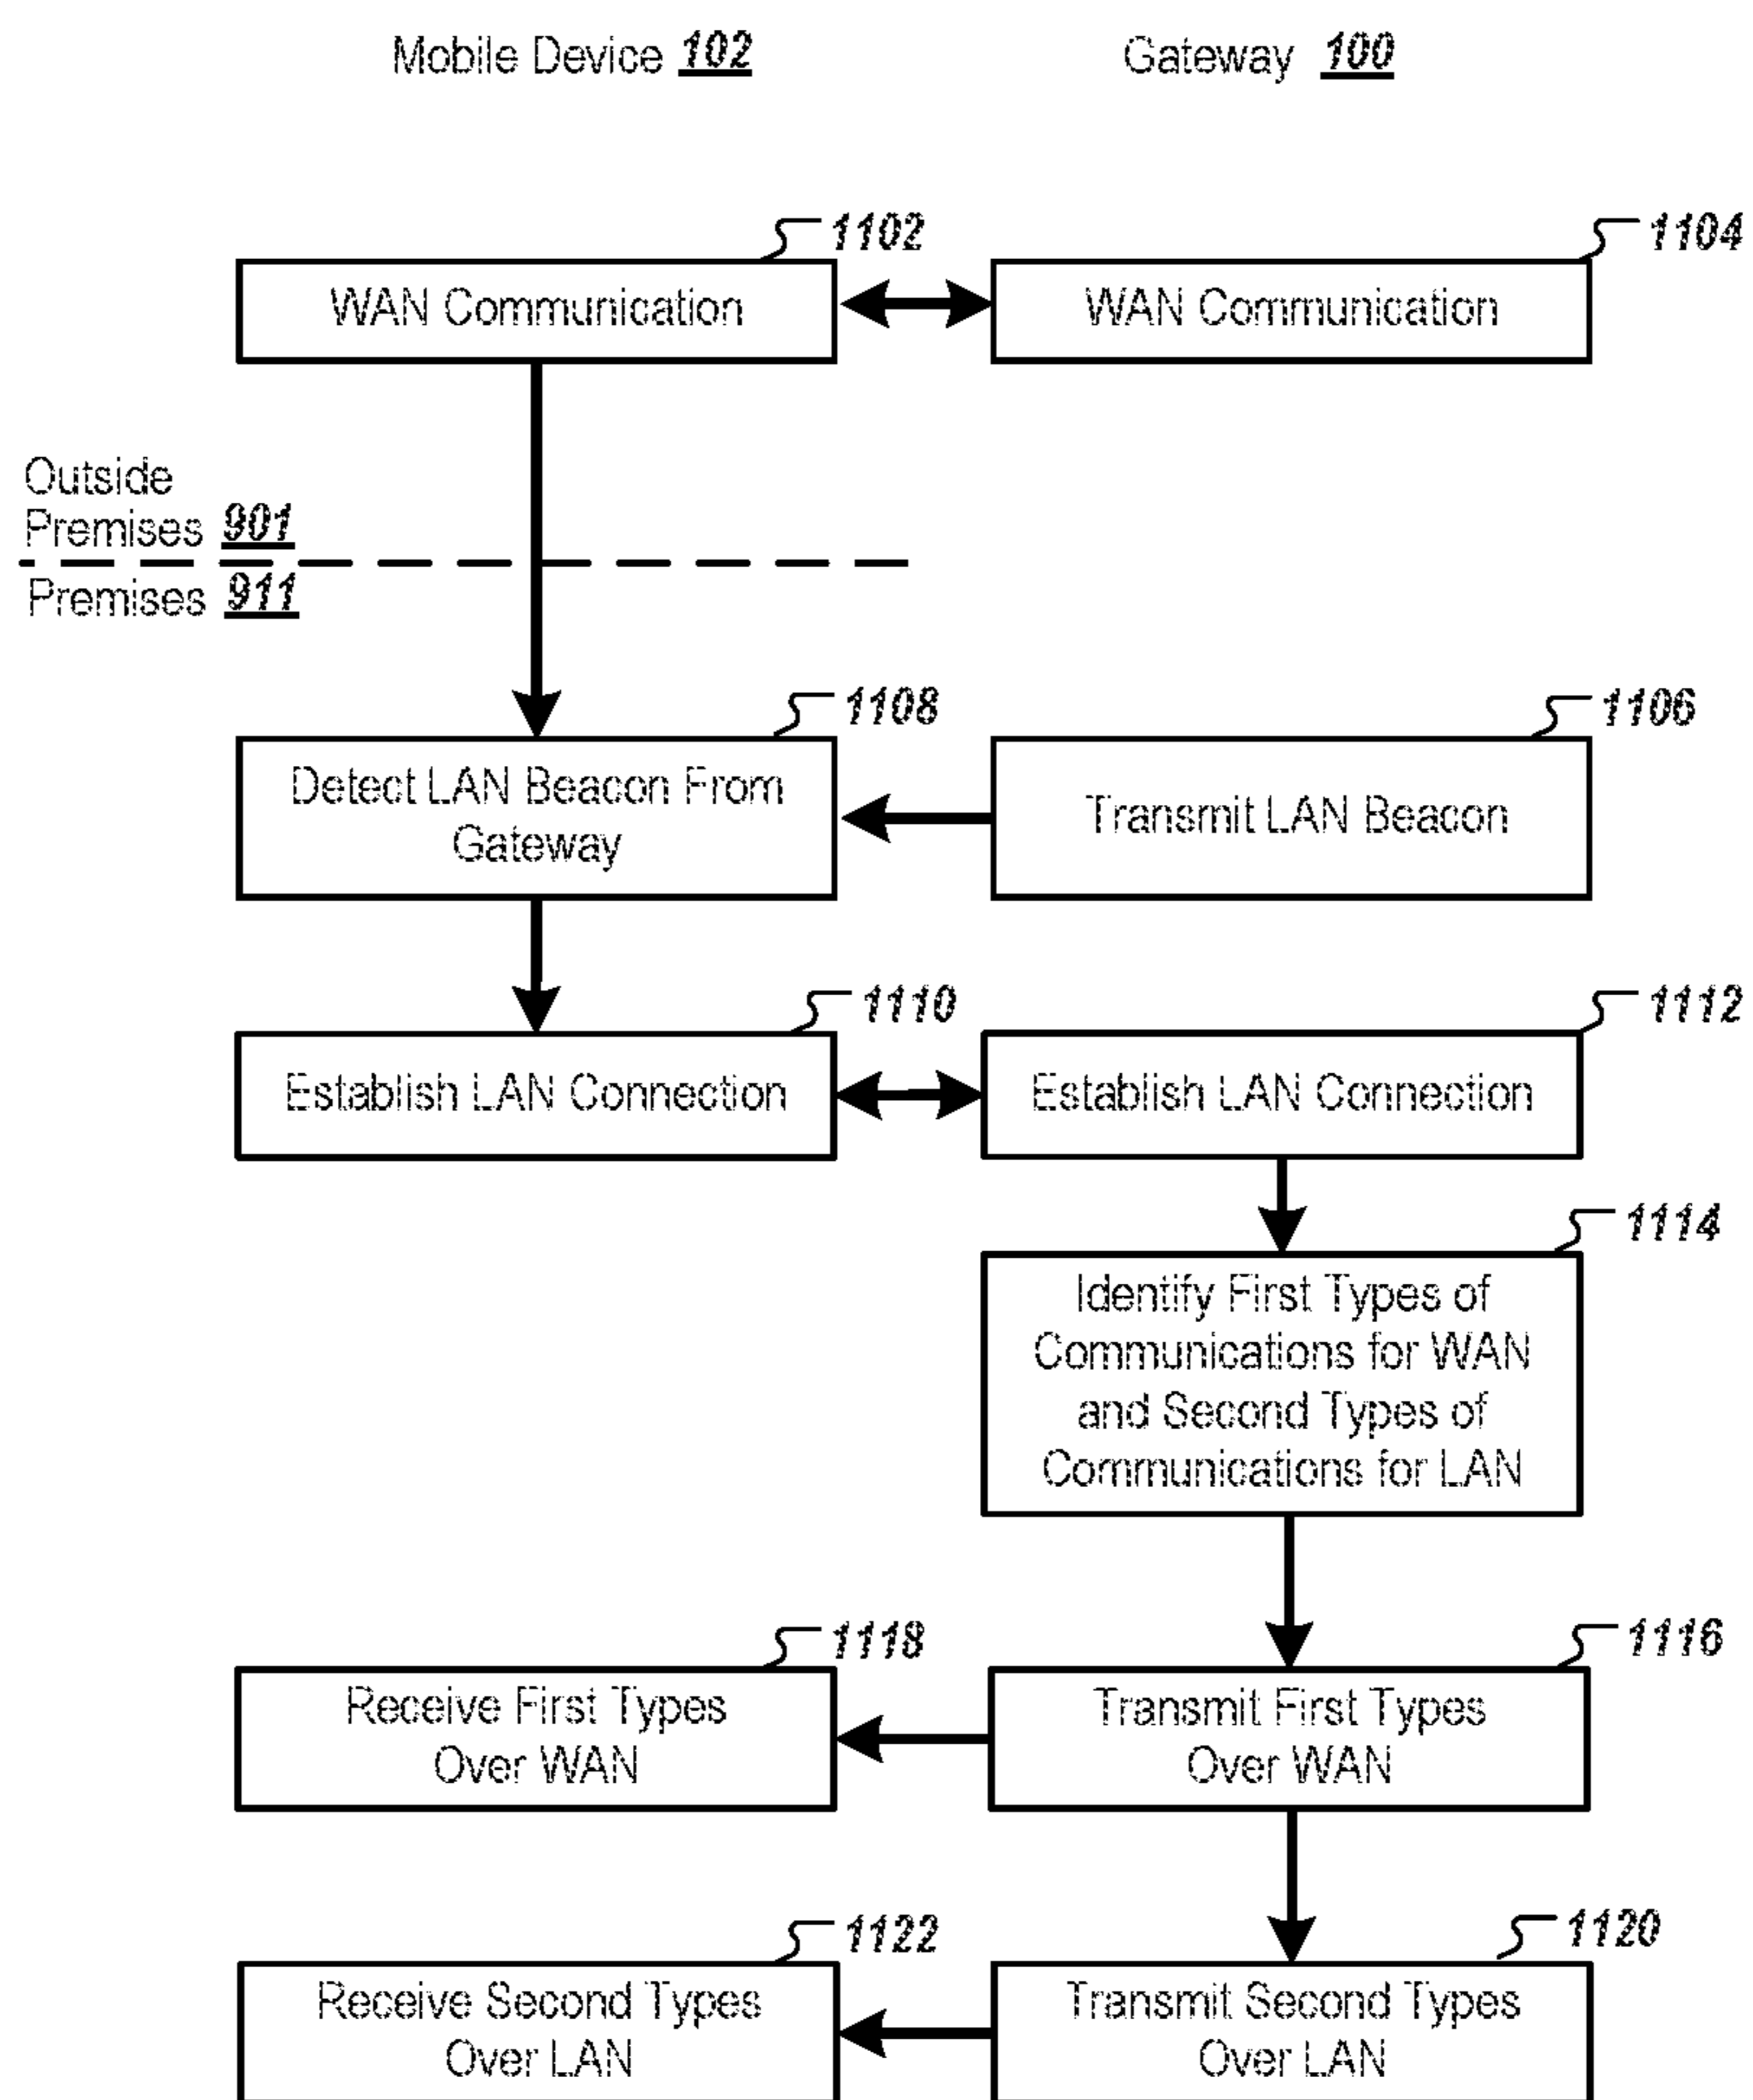 Mobile Device 102
Gateway 100
1102
1104
WAN Communication
WAN Communication
Outside
Premises 901
Premises 911
1108
1106
Detect LAN Beacon From
Gateway
Transmit LAN Beacon
1110
1112
Establish LAN Connection
Establish LAN Connection
1114
Identify First Types of
Communications for WAN
and Second Types of
Communications for LAN
1118
1116
Receive First Types
Over WAN
Transmit First Types
Over WAN
1122
1120
Receive Second Types
Over LAN
Transmit Second Types
Over LAN